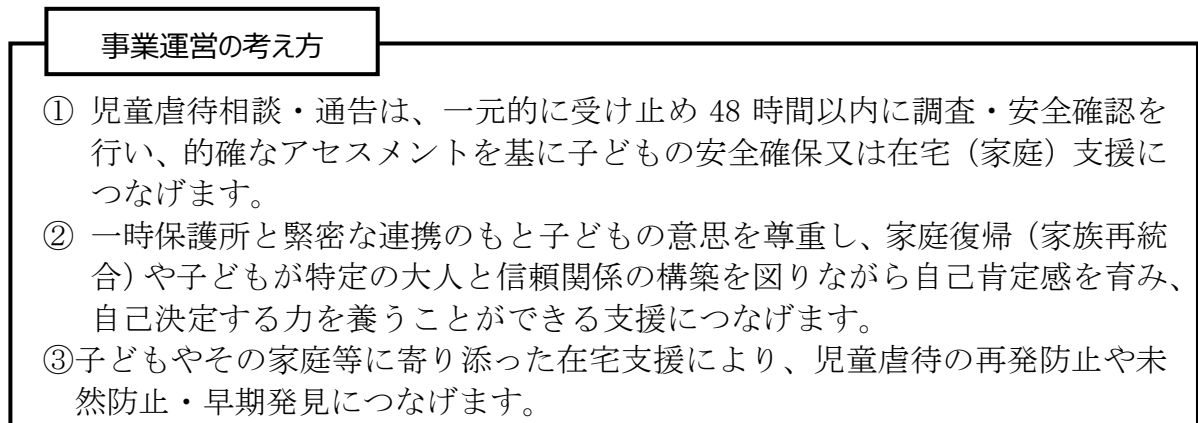 事業運営の考え方
① 児童虐待相談・通告は、一元的に受け止め 48 時間以内に調査・安全確認を
行い、的確なアセスメントを基に子どもの安全確保又は在宅（家庭）支援に
つなげます。
② 一時保護所と緊密な連携のもと子どもの意思を尊重し、家庭復帰（家族再統
合）や子どもが特定の大人と信頼関係の構築を図りながら自己肯定感を育み、
自己決定する力を養うことができる支援につなげます。
③子どもやその家庭等に寄り添った在宅支援により、児童虐待の再発防止や未
然防止・早期発見につなげます。